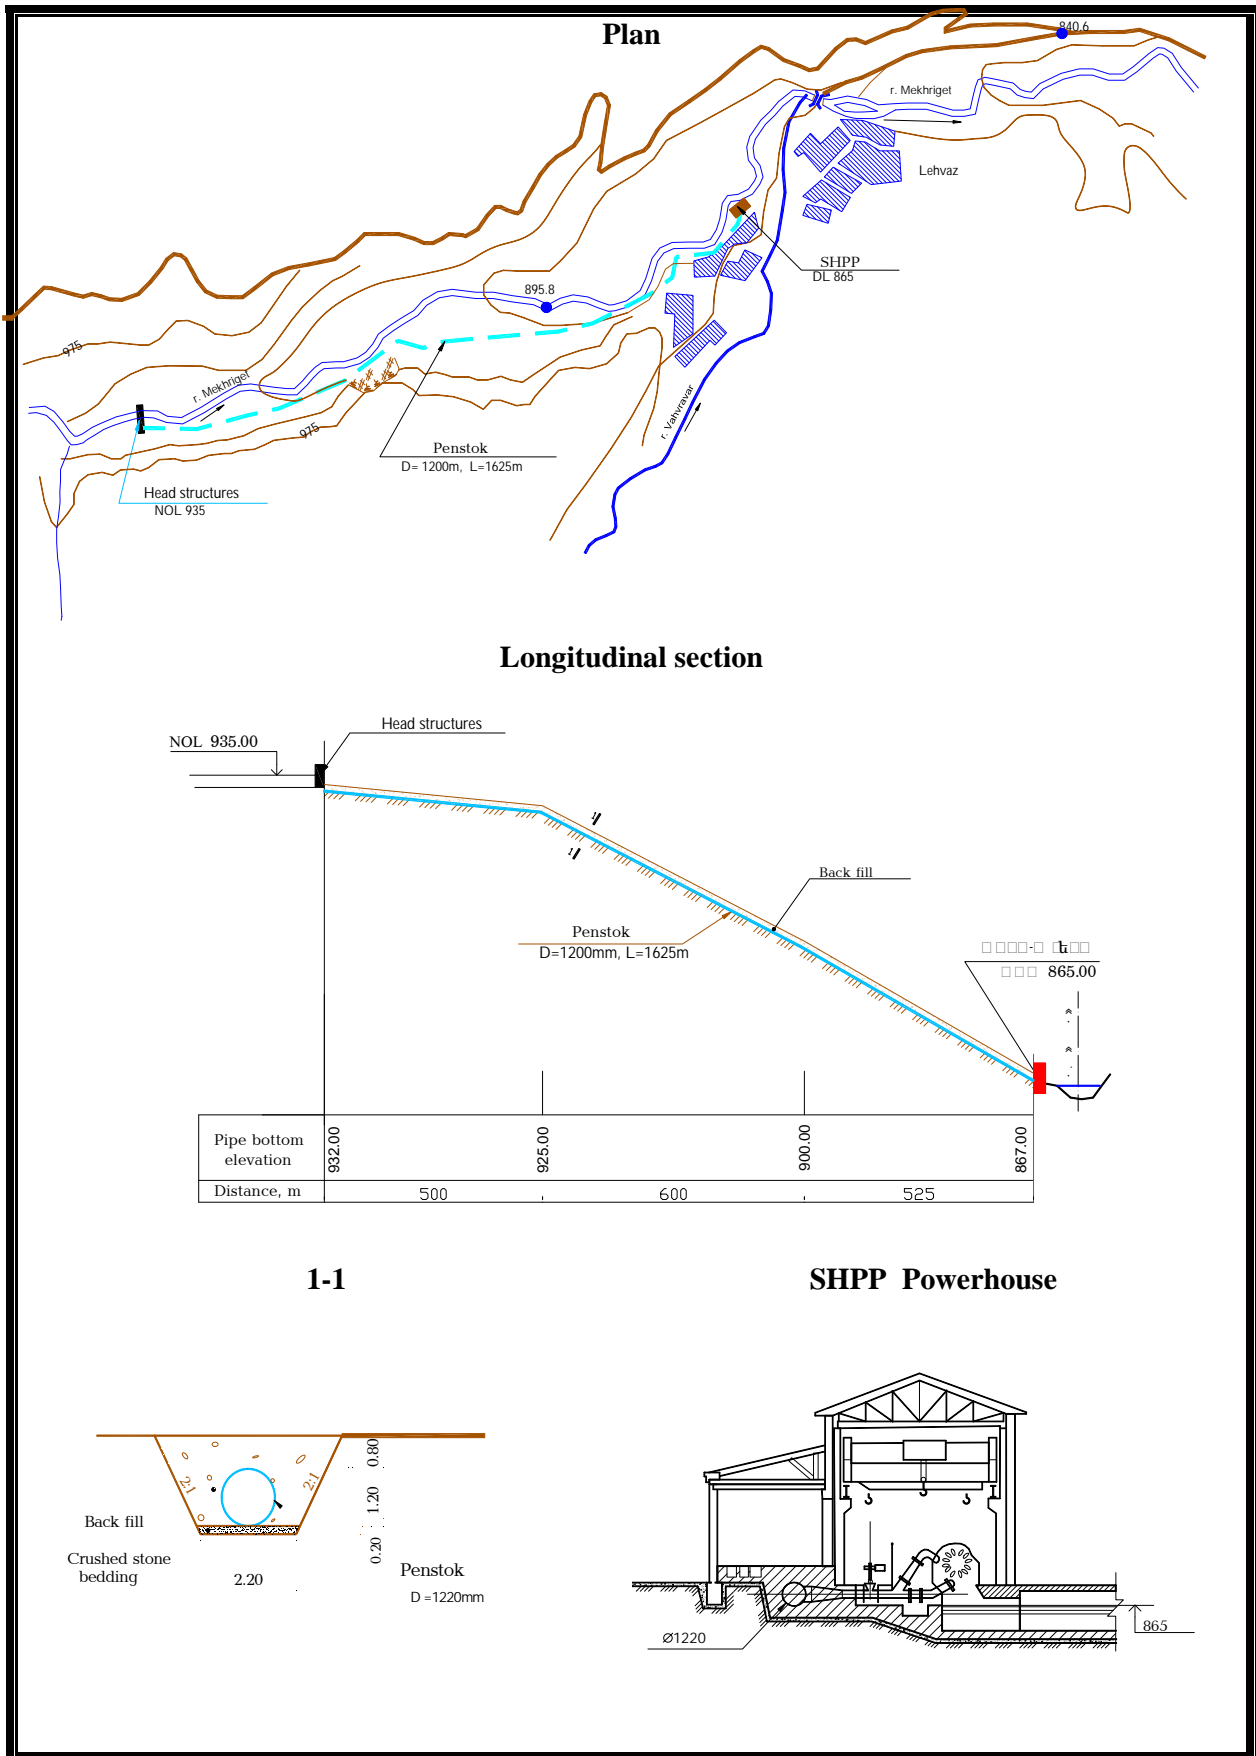 Plan
840.6
r. Mekhriget
Lehvaz
SHPP
DL 865
895.8
975
r. Mekhriget
975
r. Vahvravar
Penstok
D= 1200m, L=1625m
Head structures
NOL 935
Longitudinal section
Head structures
NOL 935.00
1
1
Back fill
Penstok
D=1200mm, L=1625m
865.00
Pipe bottom
elevation
932.00
925.00
900.00
867.00
Distance, m
500
600
525
1-1
SHPP Powerhouse
2:1
2:1
0.80
1.20
0.20
Back fill
Crushed stone
bedding
2.20
Penstok
D =1220mm
Ø1220
865